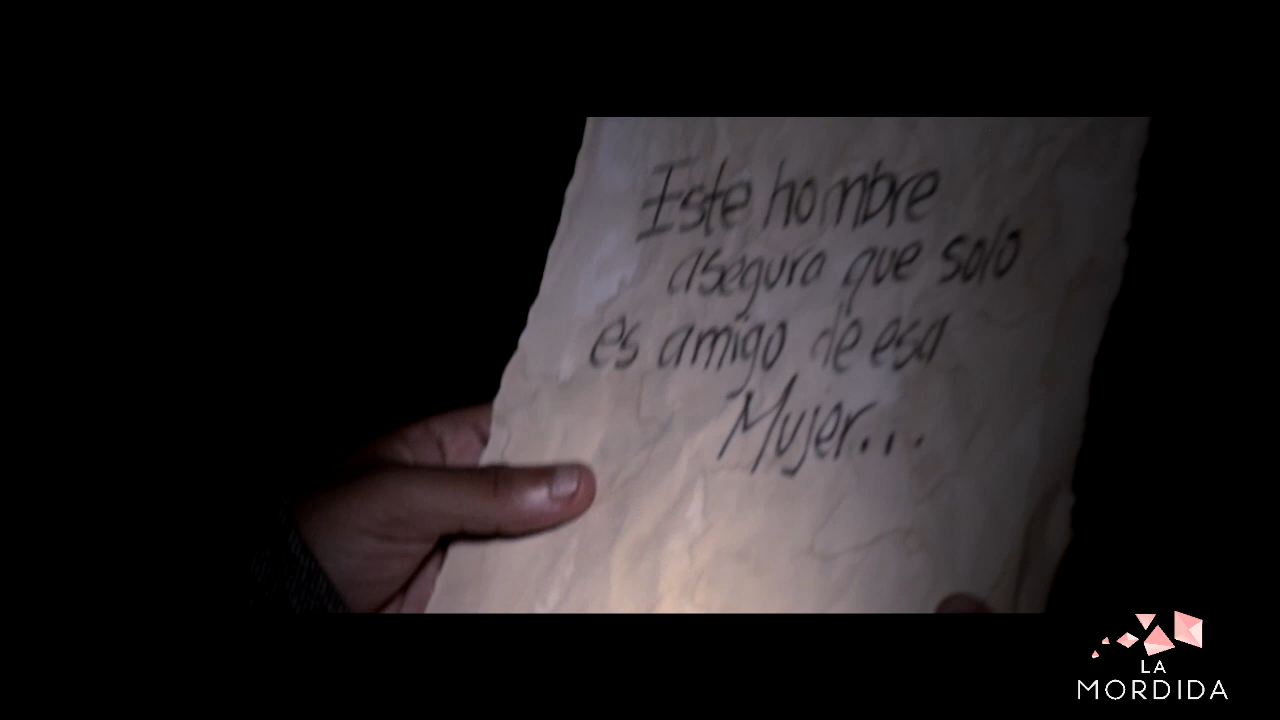 Este hombre
asegura que solo
es amigo de esa
Mujer...
LA
MORDIDA